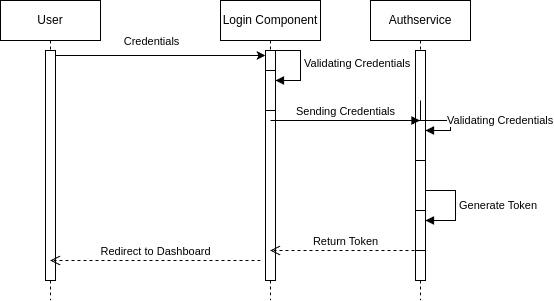 User
Login Component
Authservice
Credentials
Validating Credentials
Sending Credentials
Validating Credentials
Generate Token
Return Token
Redirect to Dashboard